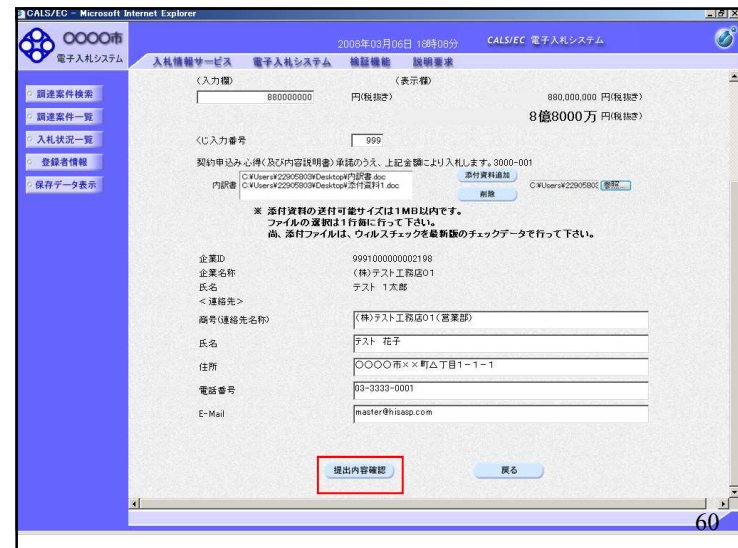 CALS/EC - Microsoft Internet Explorer
〇〇〇〇市
電子入札システム
2008年03月06日 18時08分
CALS/EC 電子入札システム
入札情報サービス 電子入札システム 検証機能 説明要求
調達案件検索
調達案件一覧
入札状況一覧
登録者情報
保存データ表示
(入力欄) (表示欄)
880000000 円(税抜き) 880,000,000 円(税抜き)
8億8000万 円(税抜き)
くじ入力番号 999
契約申込み心得(及び内容説明書)承諾のうえ、上記金額により入札します。3000-001
内訳書
C:¥Users¥22905803¥Desktop¥内訳書.doc
C:¥Users¥22905803¥Desktop¥添付資料1.doc
添付資料追加
削除
C:¥Users¥2290580 参照...
※ 添付資料の送付可能サイズは1MB以内です。
ファイルの選択は1行毎に行って下さい。
尚、添付ファイルは、ウィルスチェックを最新版のチェックデータで行って下さい。
企業ID 9991000000002198
企業名称 (株)テスト工務店01
氏名 テスト 1太郎
<連絡先>
商号(連絡先名称) (株)テスト工務店01(営業部)
氏名 テスト 花子
住所 〇〇〇〇市××町△丁目1-1-1
電話番号 03-3333-0001
E-Mail master@hisasp.com
提出内容確認 戻る
60